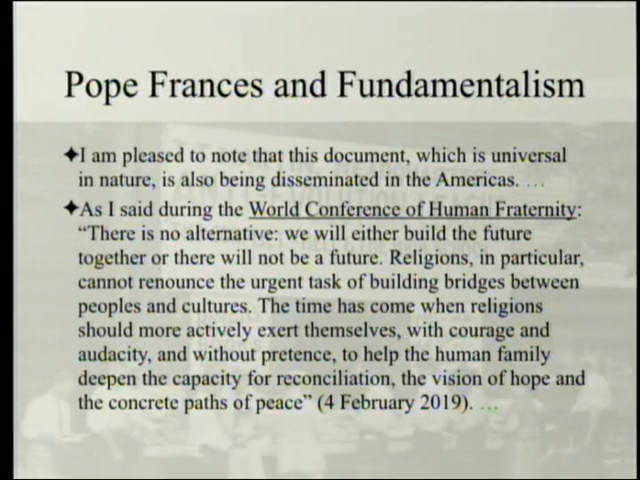 Pope Frances and Fundamentalism
✦I am pleased to note that this document, which is universal
in nature, is also being disseminated in the Americas. …
✦As I said during the World Conference of Human Fraternity:
“There is no alternative: we will either build the future
together or there will not be a future. Religions, in particular,
cannot renounce the urgent task of building bridges between
peoples and cultures. The time has come when religions
should more actively exert themselves, with courage and
audacity, and without pretence, to help the human family
deepen the capacity for reconciliation, the vision of hope and
the concrete paths of peace” (4 February 2019). …